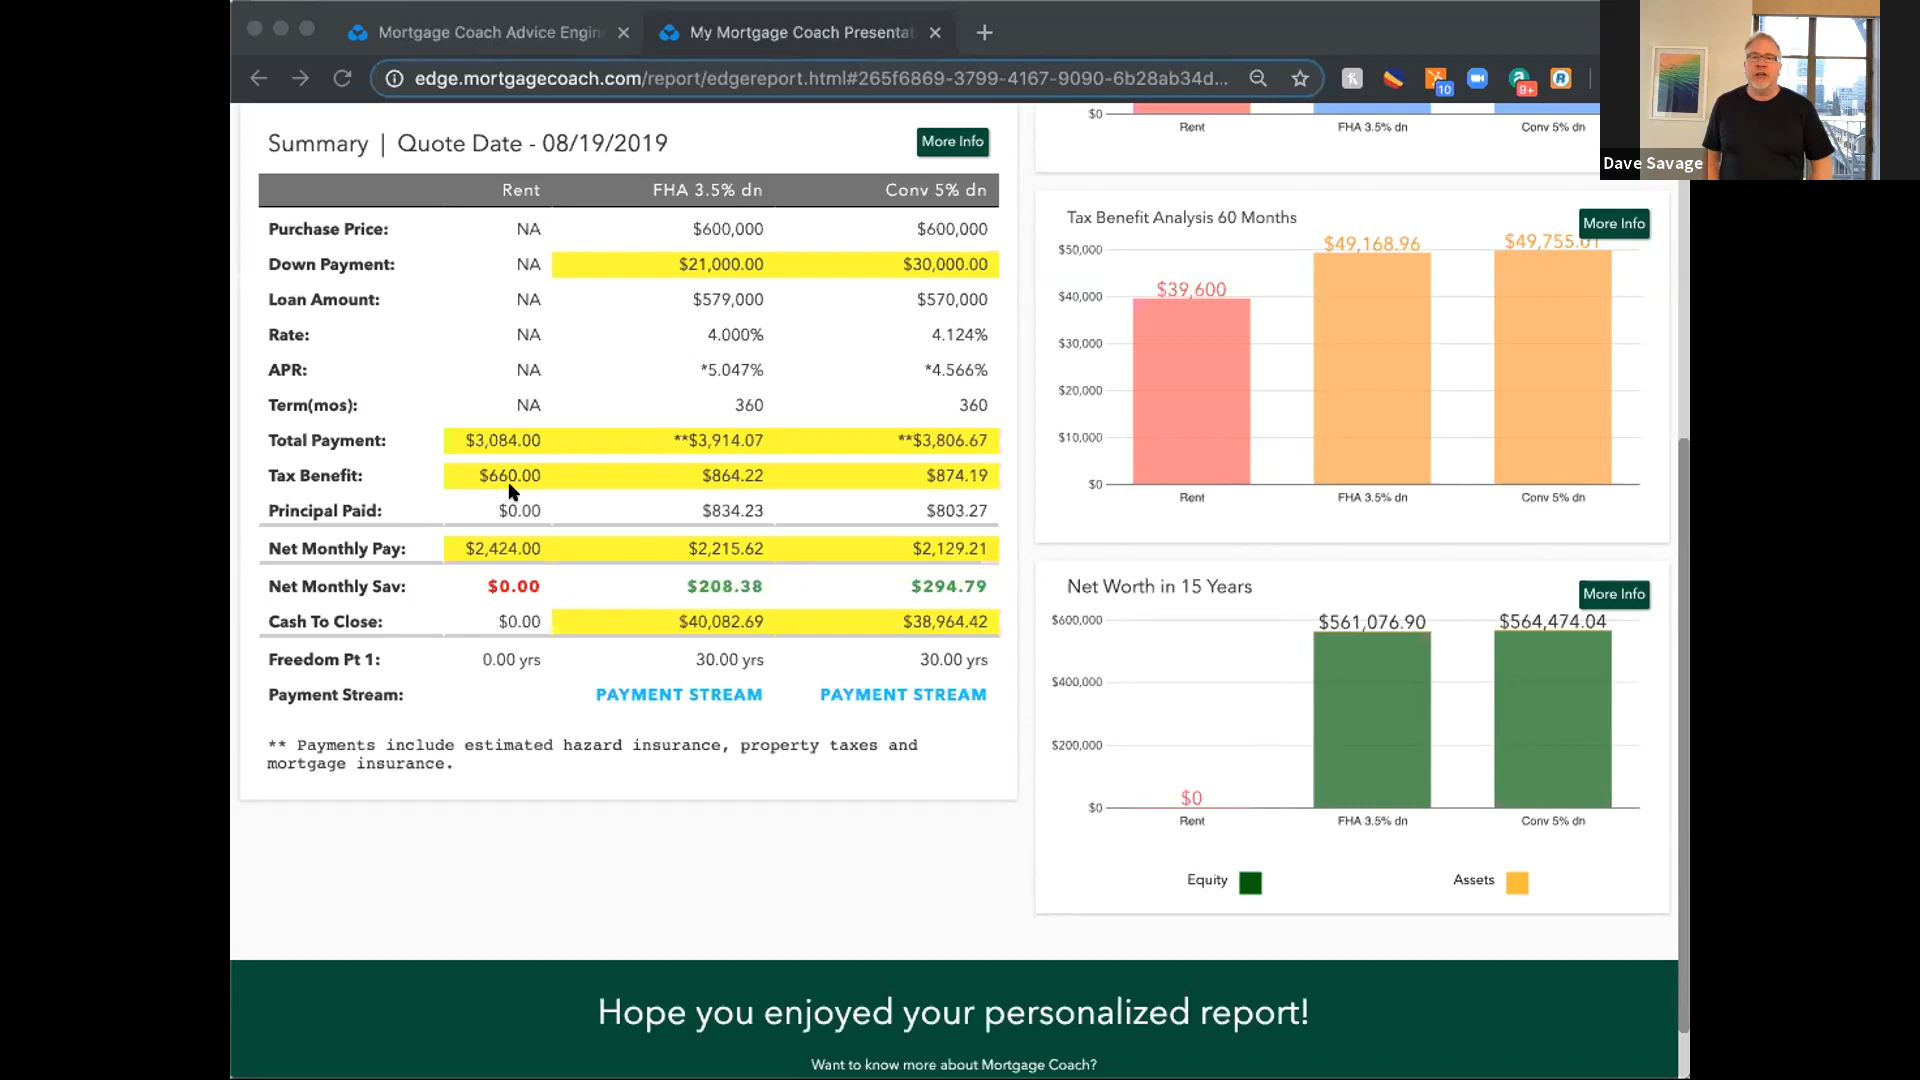 Mortgage Coach Advice Engin
My Mortgage Coach Presentat
edge.mortgagecoach.com/report/edgereport.html#265f6869-3799-4167-9090-6b28ab34d...
10
9+
Dave Savage
Summary | Quote Date - 08/19/2019
More Info
Rent FHA 3.5% dn Conv 5% dn
Purchase Price: NA $600,000 $600,000
Down Payment: NA $21,000.00 $30,000.00
Loan Amount: NA $579,000 $570,000
Rate: NA 4.000% 4.124%
APR: NA *5.047% *4.566%
Term(mos): NA 360 360
Total Payment: $3,084.00 **$3,914.07 **$3,806.67
Tax Benefit: $660.00 $864.22 $874.19
Principal Paid: $0.00 $834.23 $803.27
Net Monthly Pay: $2,424.00 $2,215.62 $2,129.21
Net Monthly Sav: $0.00 $208.38 $294.79
Cash To Close: $0.00 $40,082.69 $38,964.42
Freedom Pt 1: 0.00 yrs 30.00 yrs 30.00 yrs
Payment Stream: PAYMENT STREAM PAYMENT STREAM
** Payments include estimated hazard insurance, property taxes and
mortgage insurance.
$0
Rent FHA 3.5% dn Conv 5% dn
Tax Benefit Analysis 60 Months
More Info
$50,000
$40,000
$30,000
$20,000
$10,000
$0
$39,600 $49,168.96 $49,755.01
Rent FHA 3.5% dn Conv 5% dn
Net Worth in 15 Years
More Info
$600,000
$400,000
$200,000
$0
$0 $561,076.90 $564,474.04
Rent FHA 3.5% dn Conv 5% dn
Equity Assets
Hope you enjoyed your personalized report!
Want to know more about Mortgage Coach?